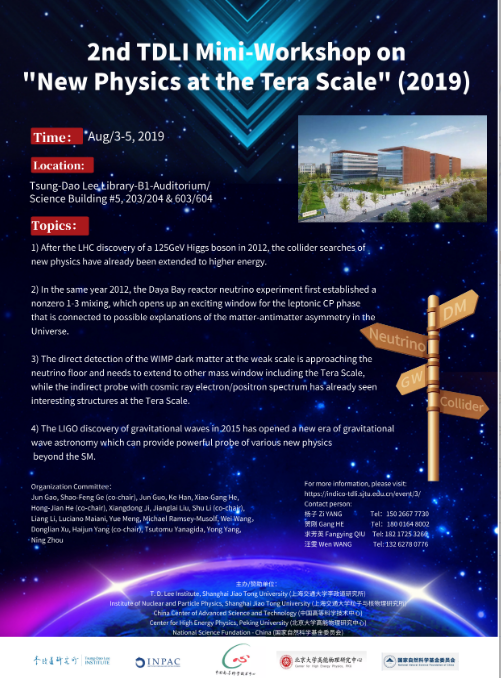 2nd TDLI Mini-Workshop on
"New Physics at the Tera Scale" (2019)
Time: Aug/3-5, 2019
Location:
Tsung-Dao Lee Library-B1-Auditorium/
Science Building #5, 203/204 & 603/604
Topics:
1) After the LHC discovery of a 125GeV Higgs boson in 2012, the collider searches of
new physics have already been extended to higher energy.
2) In the same year 2012, the Daya Bay reactor neutrino experiment first established a
nonzero 1-3 mixing, which opens up an exciting window for the leptonic CP phase
that is connected to possible explanations of the matter-antimatter asymmetry in the
Universe.
3) The direct detection of the WIMP dark matter at the weak scale is approaching the
neutrino floor and needs to extend to other mass window including the Tera Scale,
while the indirect probe with cosmic ray electron/positron spectrum has already seen
interesting structures at the Tera Scale.
4) The LIGO discovery of gravitational waves in 2015 has opened a new era of gravitational
wave astronomy which can provide powerful probe of various new physics
beyond the SM.
DM
Neutrino
GW
Collider
Organization Committee:
Jun Gao, Shao-Feng Ge (co-chair), Jun Guo, Ke Han, Xiao-Gang He,
Hong-Jian He (co-chair), Xiangdong Ji, Jianglai Liu, Shu Li (co-chair),
Liang Li, Luciano Maiani, Yue Meng, Michael Ramsey-Musolf, Wei Wang,
Donglian Xu, Haijun Yang (co-chair), Tsutomu Yanagida, Yong Yang,
Ning Zhou
For more information, please visit:
https://indico-tdli.sjtu.edu.cn/event/3/
Contact person:
杨子 Zi YANG Tel: 150 2667 7730
贺刚 Gang HE Tel: 180 6164 8002
求芳芙 Fangying QIU Tel: 182 1725 3260
汪雯 Wen WANG Tel: 132 6278 0776
主办/赞助单位:
T. D. Lee Institute, Shanghai Jiao Tong University (上海交通大学李政道研究所)
Institute of Nuclear and Particle Physics, Shanghai Jiao Tong University (上海交通大学粒子与核物理研究所)
China Center of Advanced Science and Technology (中国高等科学技术中心)
Center for High Energy Physics, Peking University (北京大学高能物理研究中心)
National Science Fundation - China (国家自然科学基金委员会)
李政道研究所 Tsung-Dao Lee INSTITUTE
INPAC
北京大学高能物理研究中心
Center for High Energy Physics, PKU
国家自然科学基金委员会